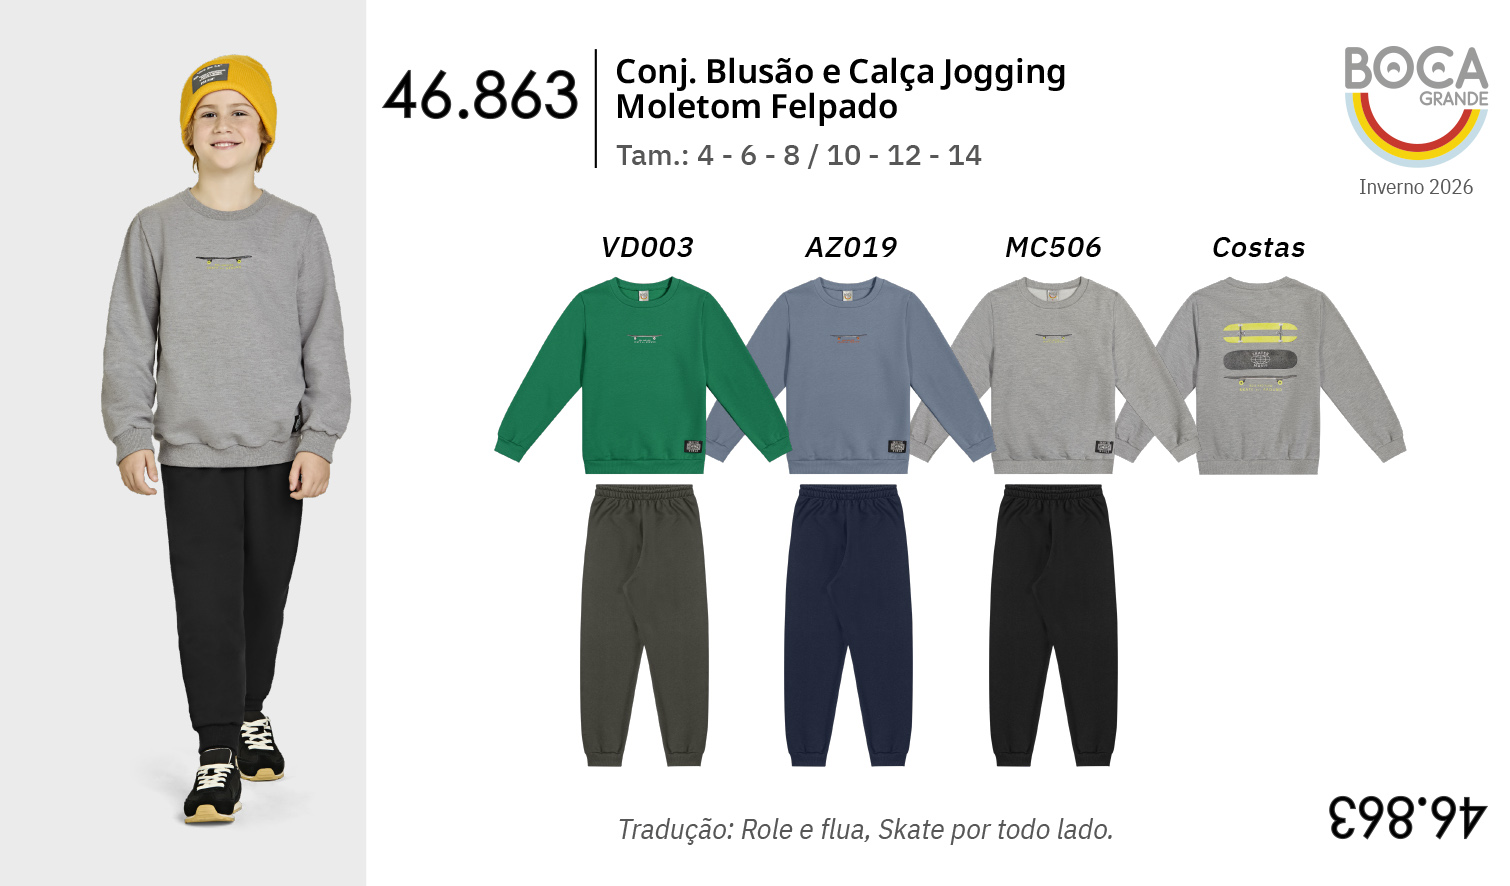 46.863
Conj. Blusão e Calça Jogging
Moletom Felpado
Tam.: 4 - 6 - 8 / 10 - 12 - 14
BOCA
GRANDE
Inverno 2026
VD003
AZ019
MC506
Costas
Tradução: Role e flua, Skate por todo lado.
46.863